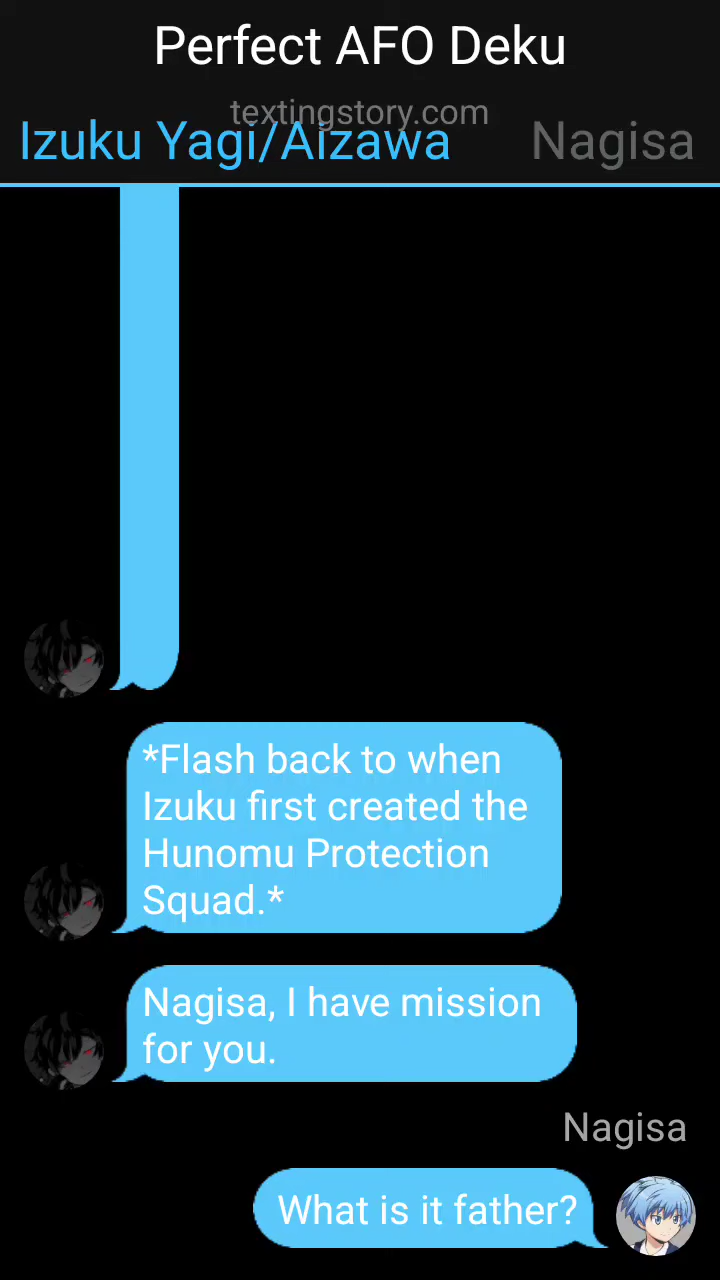 Perfect AFO Deku
textingstory.com
Izuku Yagi/Aizawa
Nagisa
*Flash back to when
Izuku first created the
Hunomu Protection
Squad.*
Nagisa, I have mission
for you.
Nagisa
What is it father?